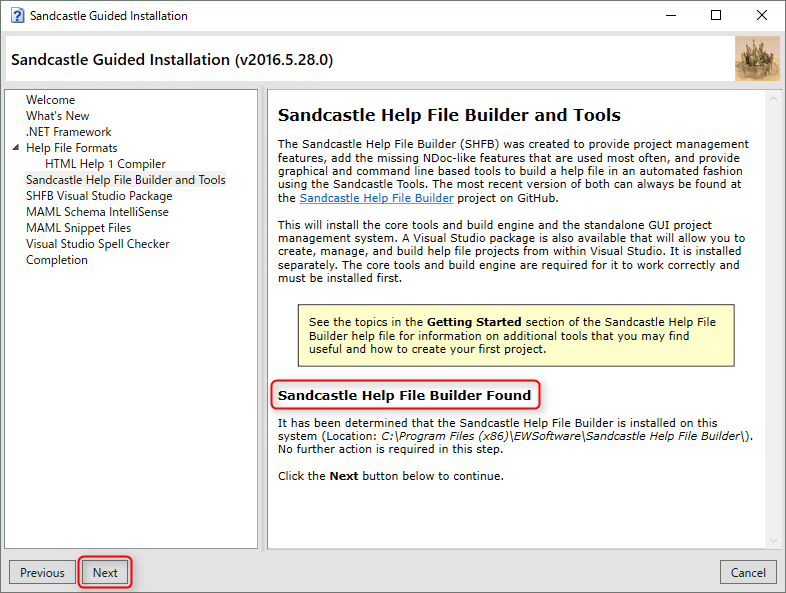 Sandcastle Guided Installation
Sandcastle Guided Installation (v2016.5.28.0)
Welcome
What's New
.NET Framework
Help File Formats
HTML Help 1 Compiler
Sandcastle Help File Builder and Tools
SHFB Visual Studio Package
MAML Schema IntelliSense
MAML Snippet Files
Visual Studio Spell Checker
Completion
Sandcastle Help File Builder and Tools
The Sandcastle Help File Builder (SHFB) was created to provide project management
features, add the missing NDoc-like features that are used most often, and provide
graphical and command line based tools to build a help file in an automated fashion
using the Sandcastle Tools. The most recent version of both can always be found at
the Sandcastle Help File Builder project on GitHub.
This will install the core tools and build engine and the standalone GUI project
management system. A Visual Studio package is also available that will allow you to
create, manage, and build help file projects from within Visual Studio. It is installed
separately. The core tools and build engine are required for it to work correctly and
must be installed first.
See the topics in the Getting Started section of the Sandcastle Help File
Builder help file for information on additional tools that you may find
useful and how to create your first project.
Sandcastle Help File Builder Found
It has been determined that the Sandcastle Help File Builder is installed on this
system (Location: C:\Program Files (x86)\EWSoftware\Sandcastle Help File Builder\).
No further action is required in this step.
Click the Next button below to continue.
Previous
Next
Cancel